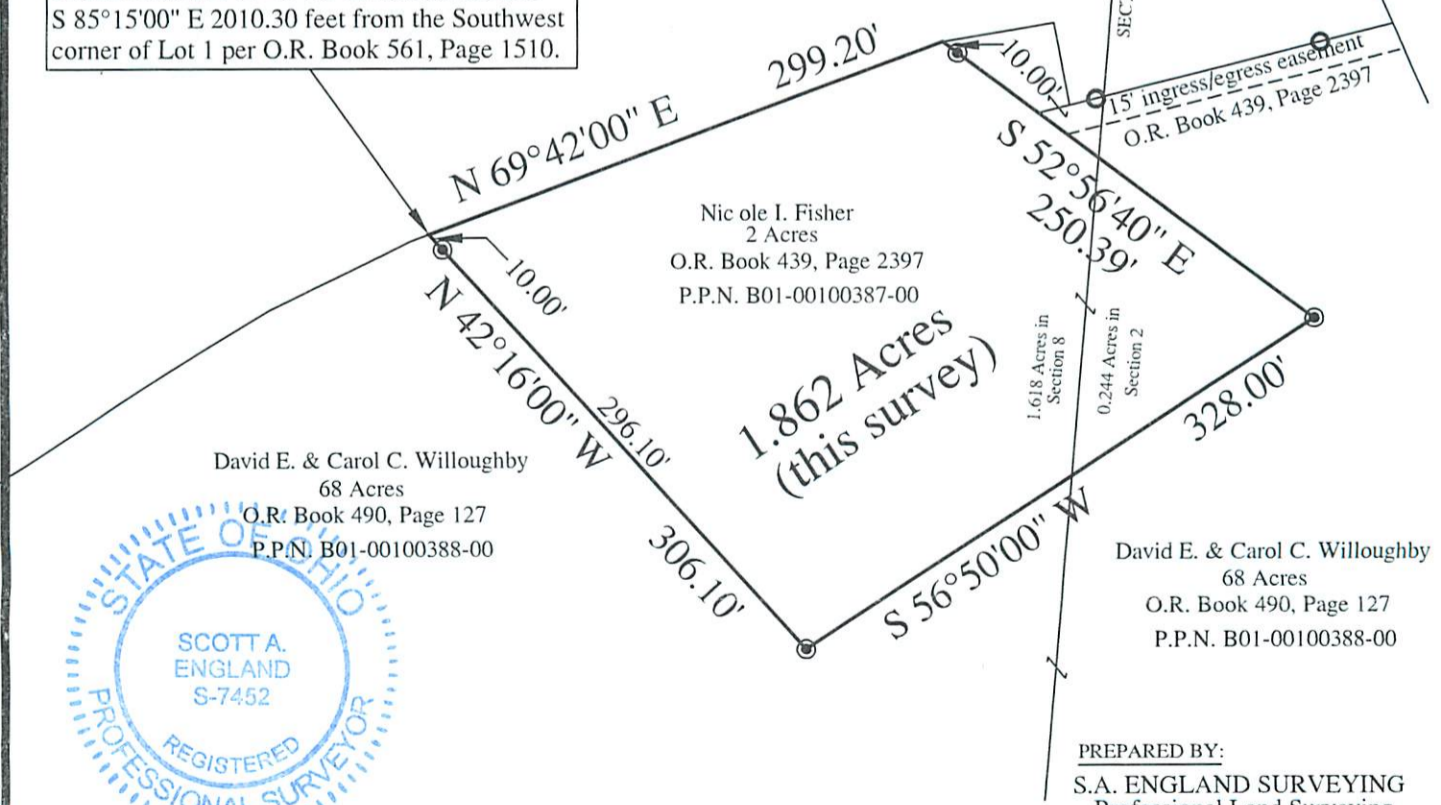 S 85°15'00" E 2010.30 feet from the Southwest
corner of Lot 1 per O.R. Book 561, Page 1510.
N 69°42'00" E
299.20'
10.00'
15' ingress/egress easement
O.R. Book 439, Page 2397
S 52°56'40" E
250.39'
Nic ole I. Fisher
2 Acres
O.R. Book 439, Page 2397
P.P.N. B01-00100387-00
10.00'
N 42°16'00" W
296.10'
306.10'
1.862 Acres
(this survey)
1.618 Acres in
Section 8
0.244 Acres in
Section 2
328.00'
S 56°50'00" W
David E. & Carol C. Willoughby
68 Acres
O.R. Book 490, Page 127
P.P.N. B01-00100388-00
STATE OF OHIO
SCOTT A.
ENGLAND
S-7452
REGISTERED
PROFESSIONAL SURVEYOR
David E. & Carol C. Willoughby
68 Acres
O.R. Book 490, Page 127
P.P.N. B01-00100388-00
PREPARED BY:
S.A. ENGLAND SURVEYING
Professional Land Surveying